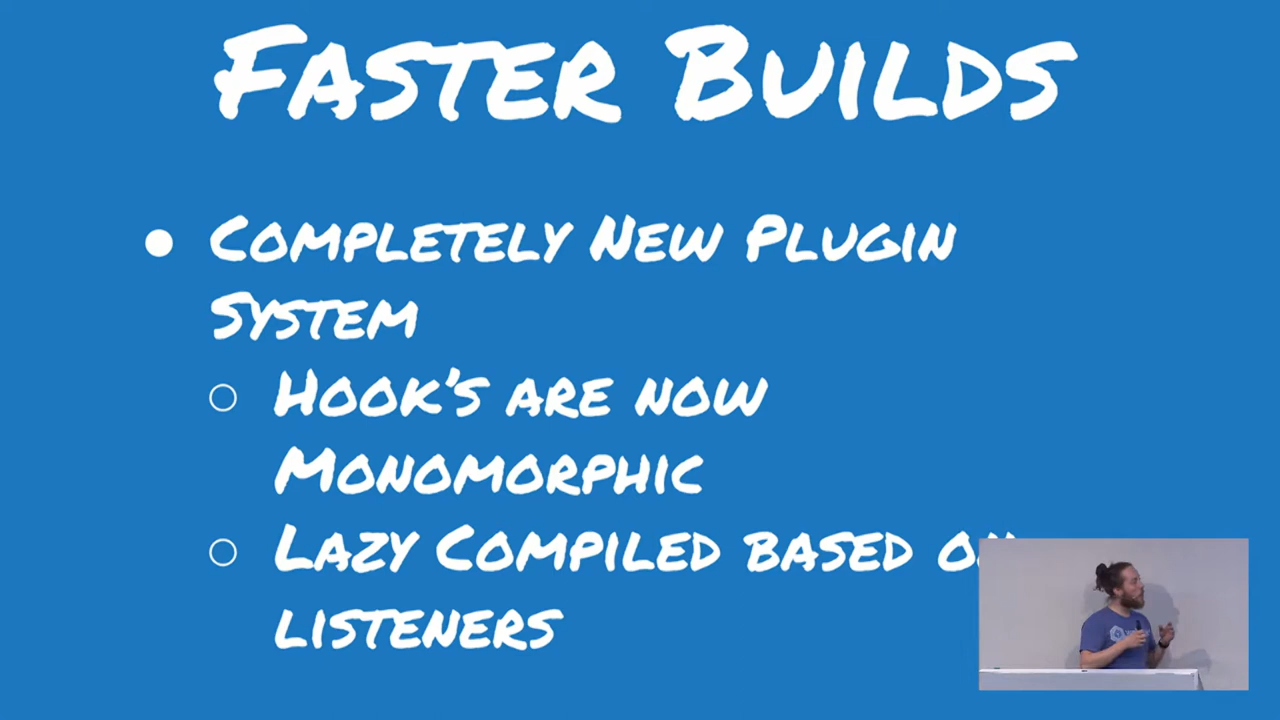 Faster Builds
● Completely New Plugin
System
○ Hook's are now
Monomorphic
○ Lazy Compiled based on
listeners